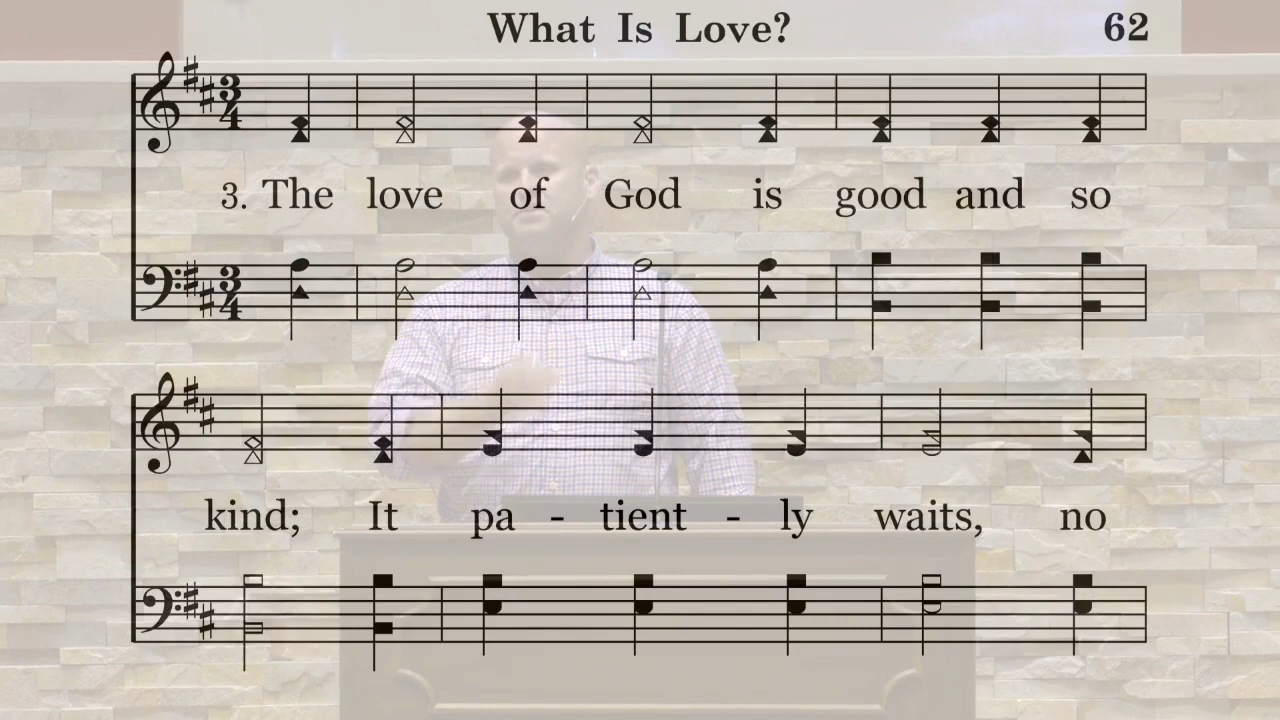 What Is Love? 62
3. The love of God is good and so
kind; It pa - tient - ly waits, no